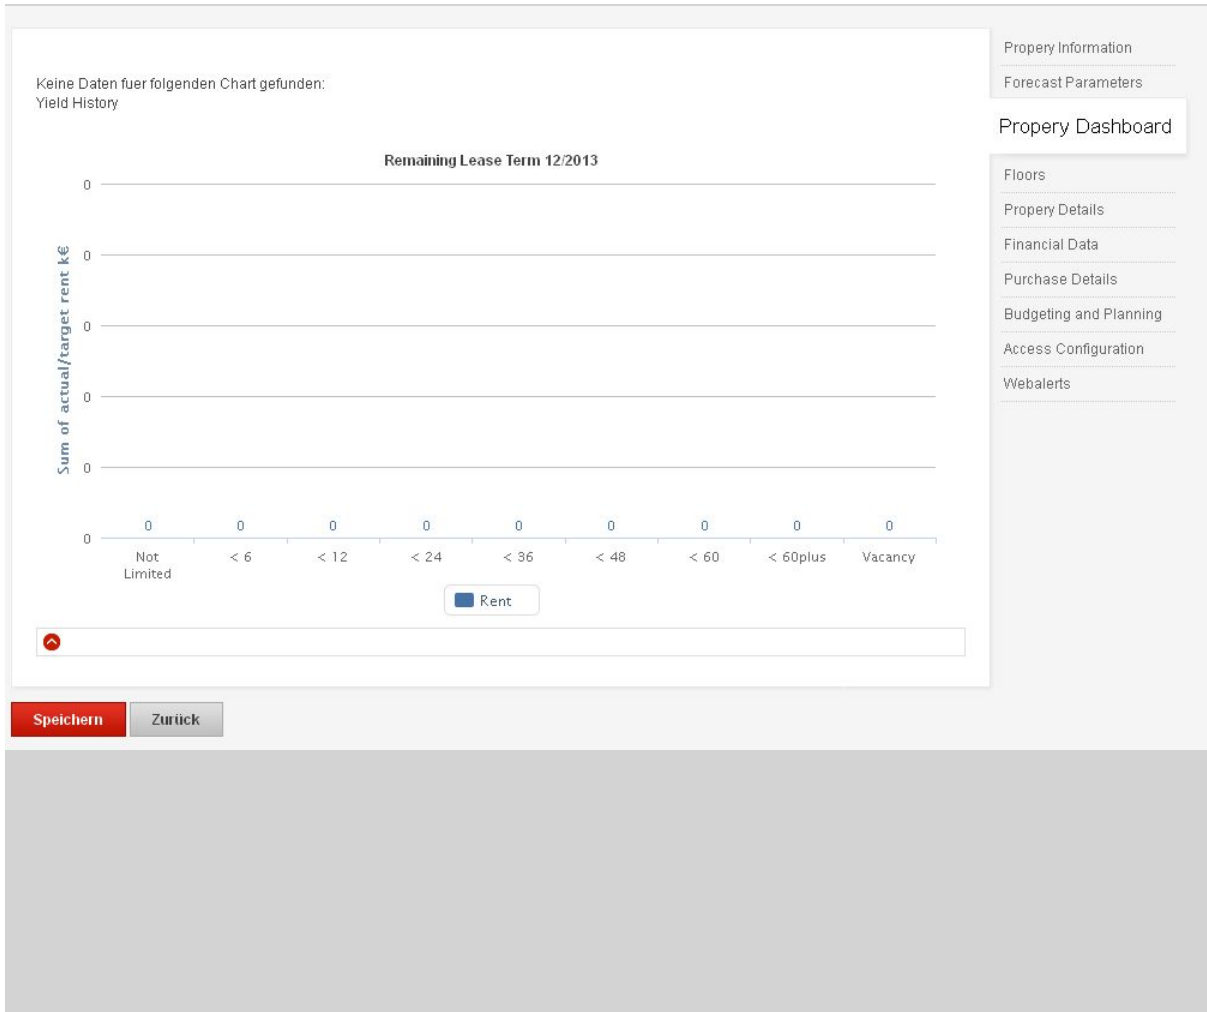 Keine Daten fuer folgenden Chart gefunden:
Yield History
Remaining Lease Term 12/2013
Sum of actual/target rent k€
0
0
0
0
0
0
0 0 0 0 0 0 0 0 0
Not Limited < 6 < 12 < 24 < 36 < 48 < 60 < 60plus Vacancy
Rent
Speichern Zurück
Propery Information
Forecast Parameters
Propery Dashboard
Floors
Propery Details
Financial Data
Purchase Details
Budgeting and Planning
Access Configuration
Webalerts